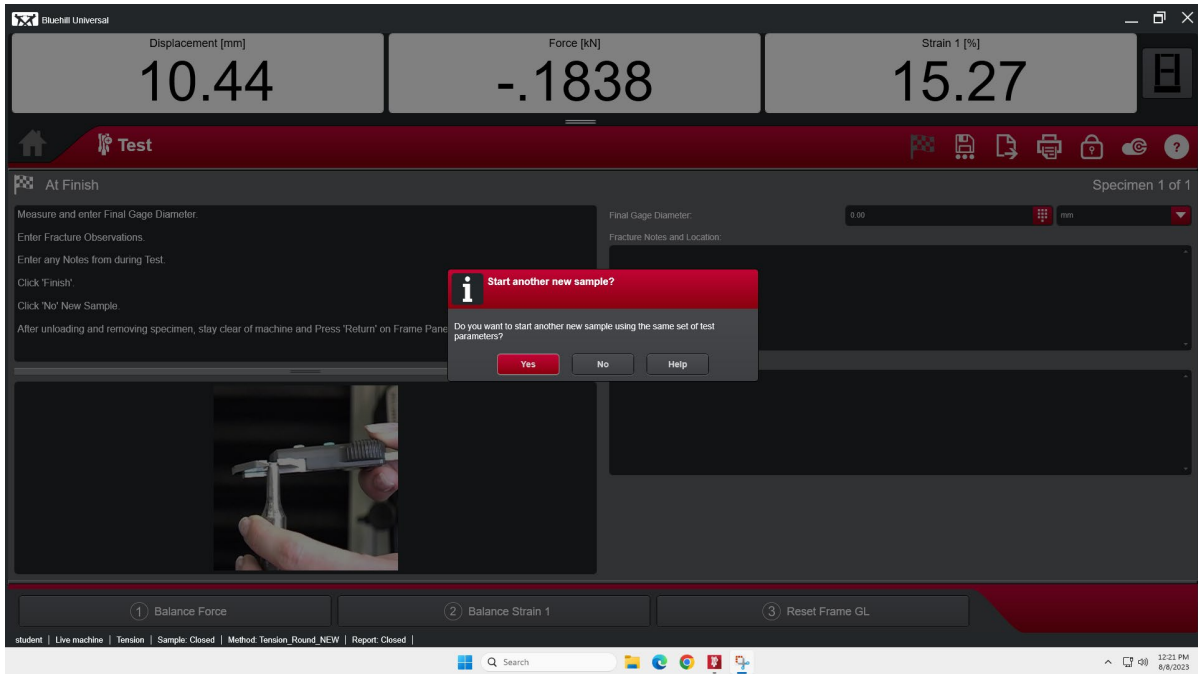 Bluehill Universal
Displacement [mm]
10.44
Force [kN]
-.1838
Strain 1 [%]
15.27
Test
At Finish
Specimen 1 of 1
Measure and enter Final Gage Diameter.
Enter Fracture Observations.
Enter any Notes from during Test.
Click 'Finish'.
Click 'No' New Sample.
After unloading and removing specimen, stay clear of machine and Press 'Return' on Frame Pane
Final Gage Diameter:
0.00
mm
Fracture Notes and Location:
Start another new sample?
Do you want to start another new sample using the same set of test
parameters?
Yes
No
Help
1 Balance Force
2 Balance Strain 1
3 Reset Frame GL
student | Live machine | Tension | Sample: Closed | Method: Tension_Round_NEW | Report: Closed |
Search
12:21 PM
8/8/2023